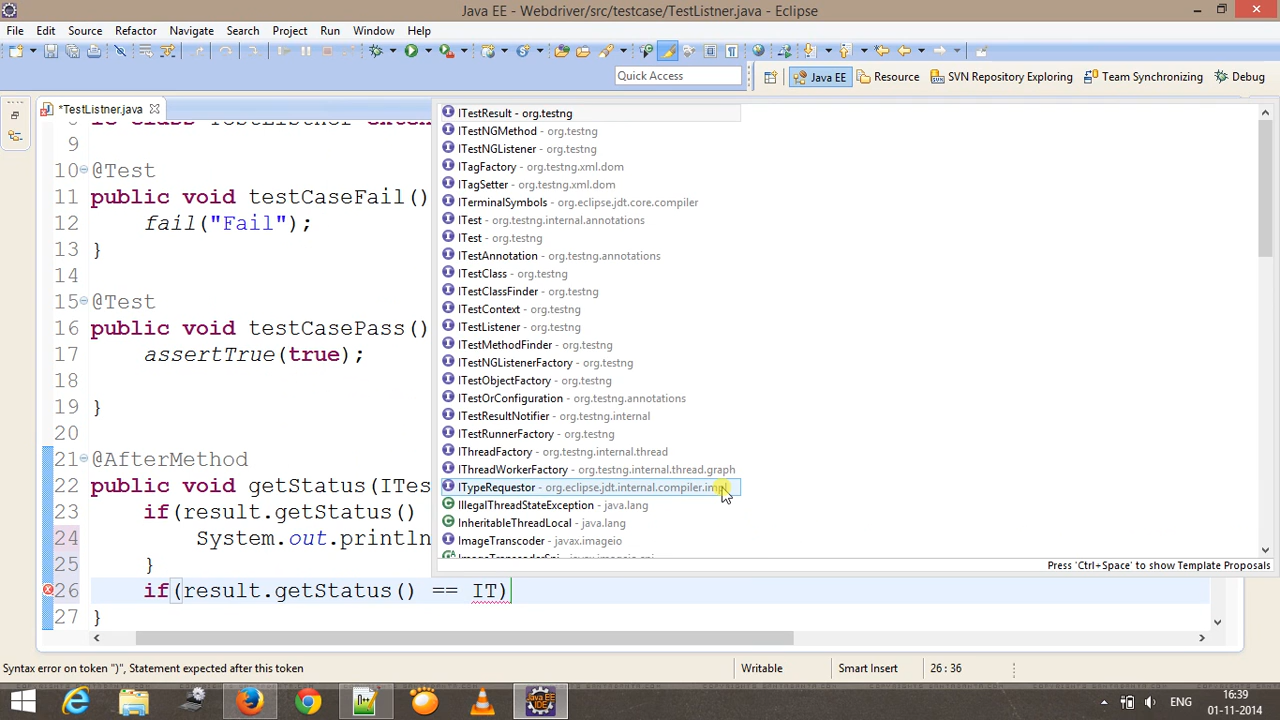 Java EE - Webdriver/src/testcase/TestListner.java - Eclipse
File Edit Source Refactor Navigate Search Project Run Window Help
Quick Access
Java EE
Resource
SVN Repository Exploring
Team Synchronizing
Debug
*TestListner.java
9
10 @Test
11 public void testCaseFail()
12 fail("Fail");
13 }
14
15 @Test
16 public void testCasePass()
17 assertTrue(true);
18
19 }
20
21 @AfterMethod
22 public void getStatus(ITes
23 if(result.getStatus()
24 System.out.println
25 }
26 if(result.getStatus() == IT)
27 }
ITestResult - org.testng
ITestNGMethod - org.testng
ITestNGListener - org.testng
ITagFactory - org.testng.xml.dom
ITagSetter - org.testng.xml.dom
ITerminalSymbols - org.eclipse.jdt.core.compiler
ITest - org.testng.internal.annotations
ITest - org.testng
ITestAnnotation - org.testng.annotations
ITestClass - org.testng
ITestClassFinder - org.testng
ITestContext - org.testng
ITestListener - org.testng
ITestMethodFinder - org.testng
ITestNGListenerFactory - org.testng
ITestObjectFactory - org.testng
ITestOrConfiguration - org.testng.annotations
ITestResultNotifier - org.testng.internal
ITestRunnerFactory - org.testng
IThreadFactory - org.testng.internal.thread
IThreadWorkerFactory - org.testng.internal.thread.graph
ITypeRequestor - org.eclipse.jdt.internal.compiler.impl
IllegalThreadStateException - java.lang
InheritableThreadLocal - java.lang
ImageTranscoder - javax.imageio
Press 'Ctrl+Space' to show Template Proposals
Syntax error on token ")", Statement expected after this token
Writable
Smart Insert
26 : 36
ENG
16:39
01-11-2014